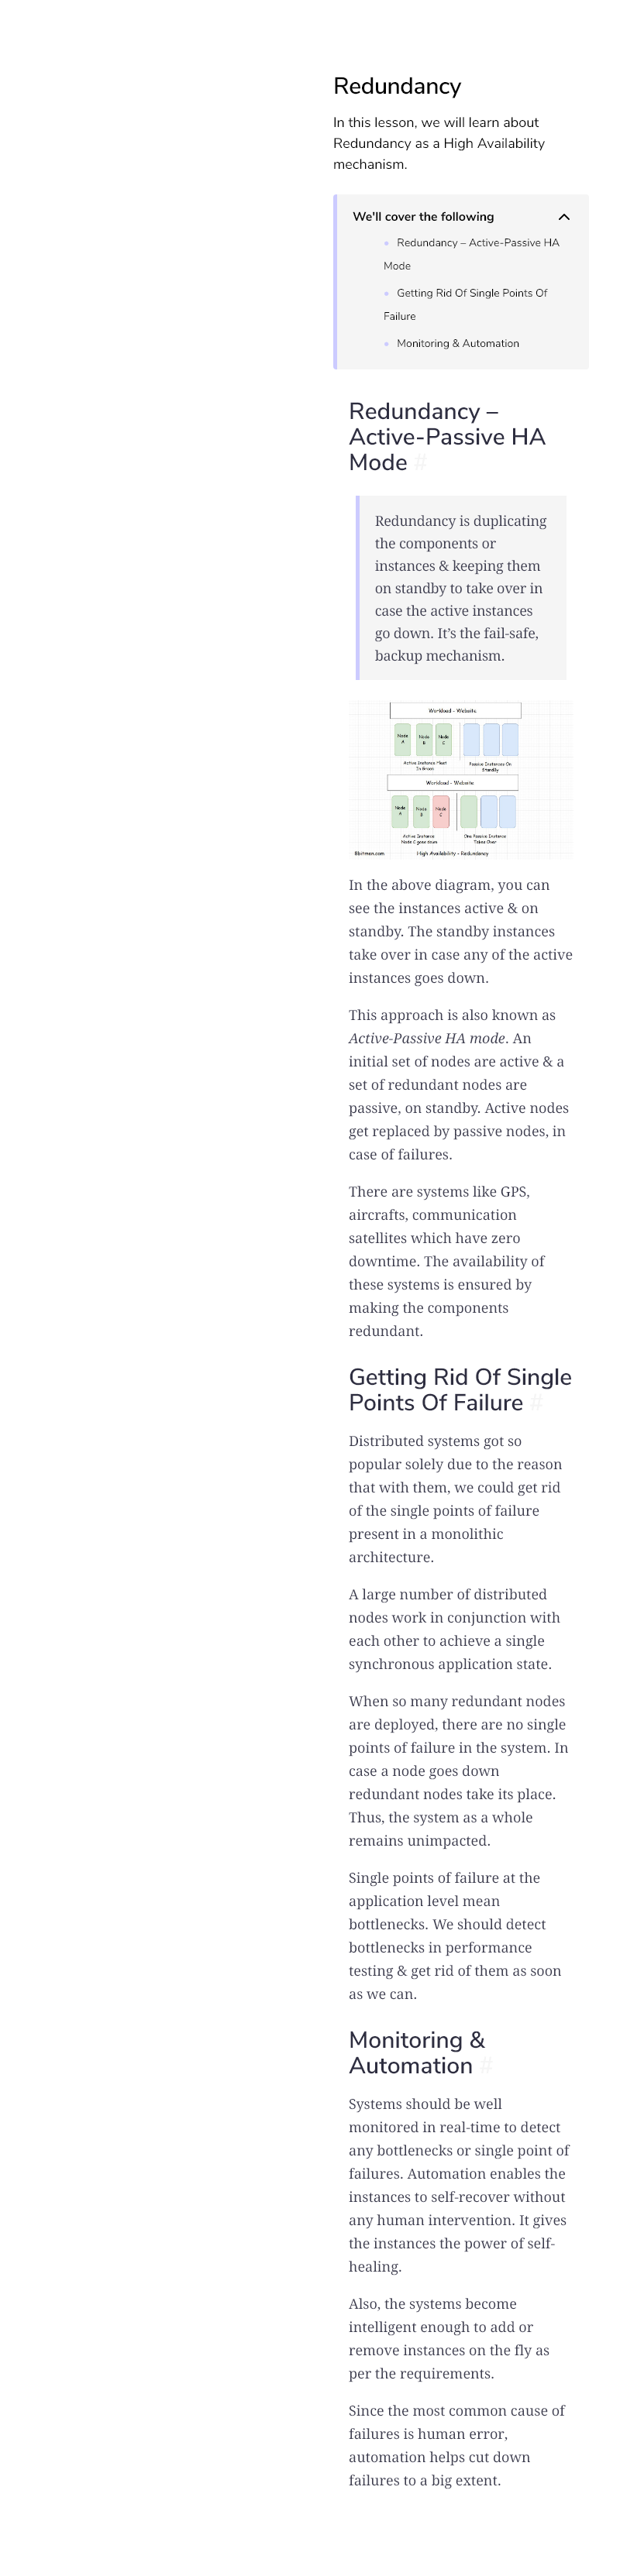 Redundancy
In this lesson, we will learn about
Redundancy as a High Availability
mechanism.
We'll cover the following
Redundancy – Active-Passive HA
Mode
Getting Rid Of Single Points Of
Failure
Monitoring & Automation
Redundancy –
Active-Passive HA
Mode #
Redundancy is duplicating
the components or
instances & keeping them
on standby to take over in
case the active instances
go down. It’s the fail-safe,
backup mechanism.
Workload - Website
Node A
Node B
Node C
Active Instance Meat
In Green
Passive Instances On
Standby
Workload - Website
Node A
Node B
Node C
Active Instance
Node C goes down
One Passive Instance
Takes Over
8bitmen.com
High Availability - Redundancy
In the above diagram, you can
see the instances active & on
standby. The standby instances
take over in case any of the active
instances goes down.
This approach is also known as
Active-Passive HA mode. An
initial set of nodes are active & a
set of redundant nodes are
passive, on standby. Active nodes
get replaced by passive nodes, in
case of failures.
There are systems like GPS,
aircrafts, communication
satellites which have zero
downtime. The availability of
these systems is ensured by
making the components
redundant.
Getting Rid Of Single
Points Of Failure #
Distributed systems got so
popular solely due to the reason
that with them, we could get rid
of the single points of failure
present in a monolithic
architecture.
A large number of distributed
nodes work in conjunction with
each other to achieve a single
synchronous application state.
When so many redundant nodes
are deployed, there are no single
points of failure in the system. In
case a node goes down
redundant nodes take its place.
Thus, the system as a whole
remains unimpacted.
Single points of failure at the
application level mean
bottlenecks. We should detect
bottlenecks in performance
testing & get rid of them as soon
as we can.
Monitoring &
Automation #
Systems should be well
monitored in real-time to detect
any bottlenecks or single point of
failures. Automation enables the
instances to self-recover without
any human intervention. It gives
the instances the power of self-
healing.
Also, the systems become
intelligent enough to add or
remove instances on the fly as
per the requirements.
Since the most common cause of
failures is human error,
automation helps cut down
failures to a big extent.